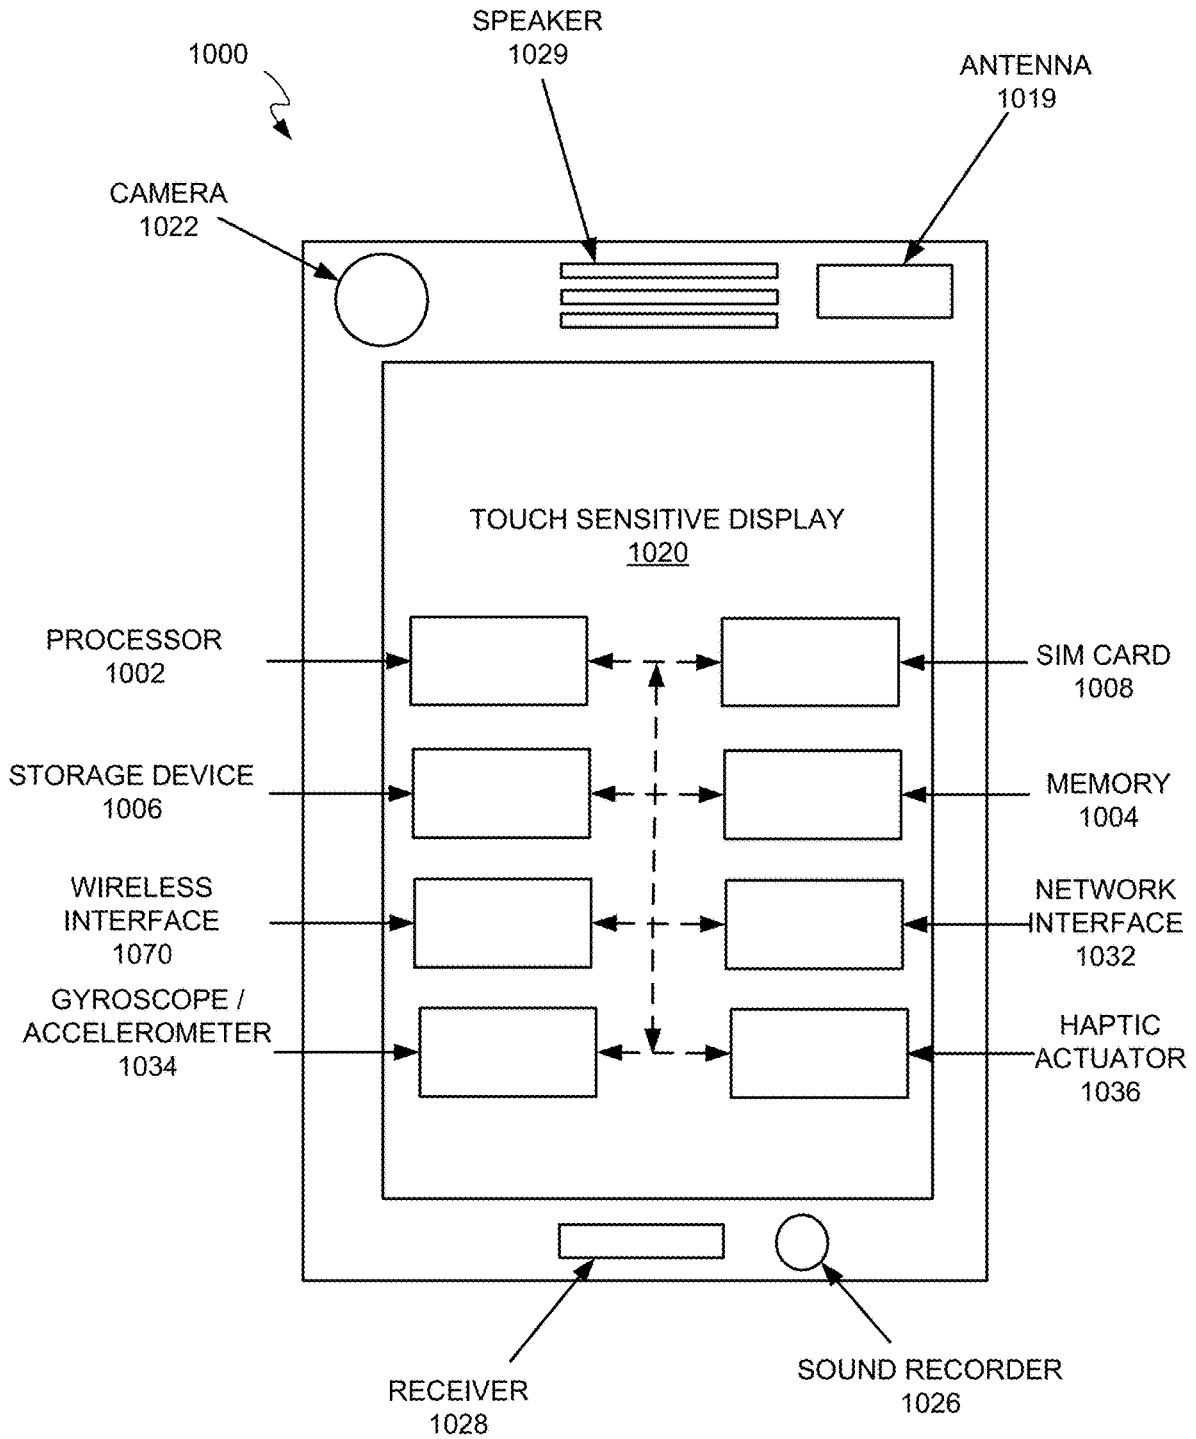 SPEAKER
1029
1000
ANTENNA
1019
CAMERA
1022
TOUCH SENSITIVE DISPLAY
1020
PROCESSOR
1002
SIM CARD
1008
STORAGE DEVICE
1006
MEMORY
1004
WIRELESS
INTERFACE
1070
NETWORK
INTERFACE
1032
GYROSCOPE /
ACCELEROMETER
1034
HAPTIC
ACTUATOR
1036
RECEIVER
1028
SOUND RECORDER
1026